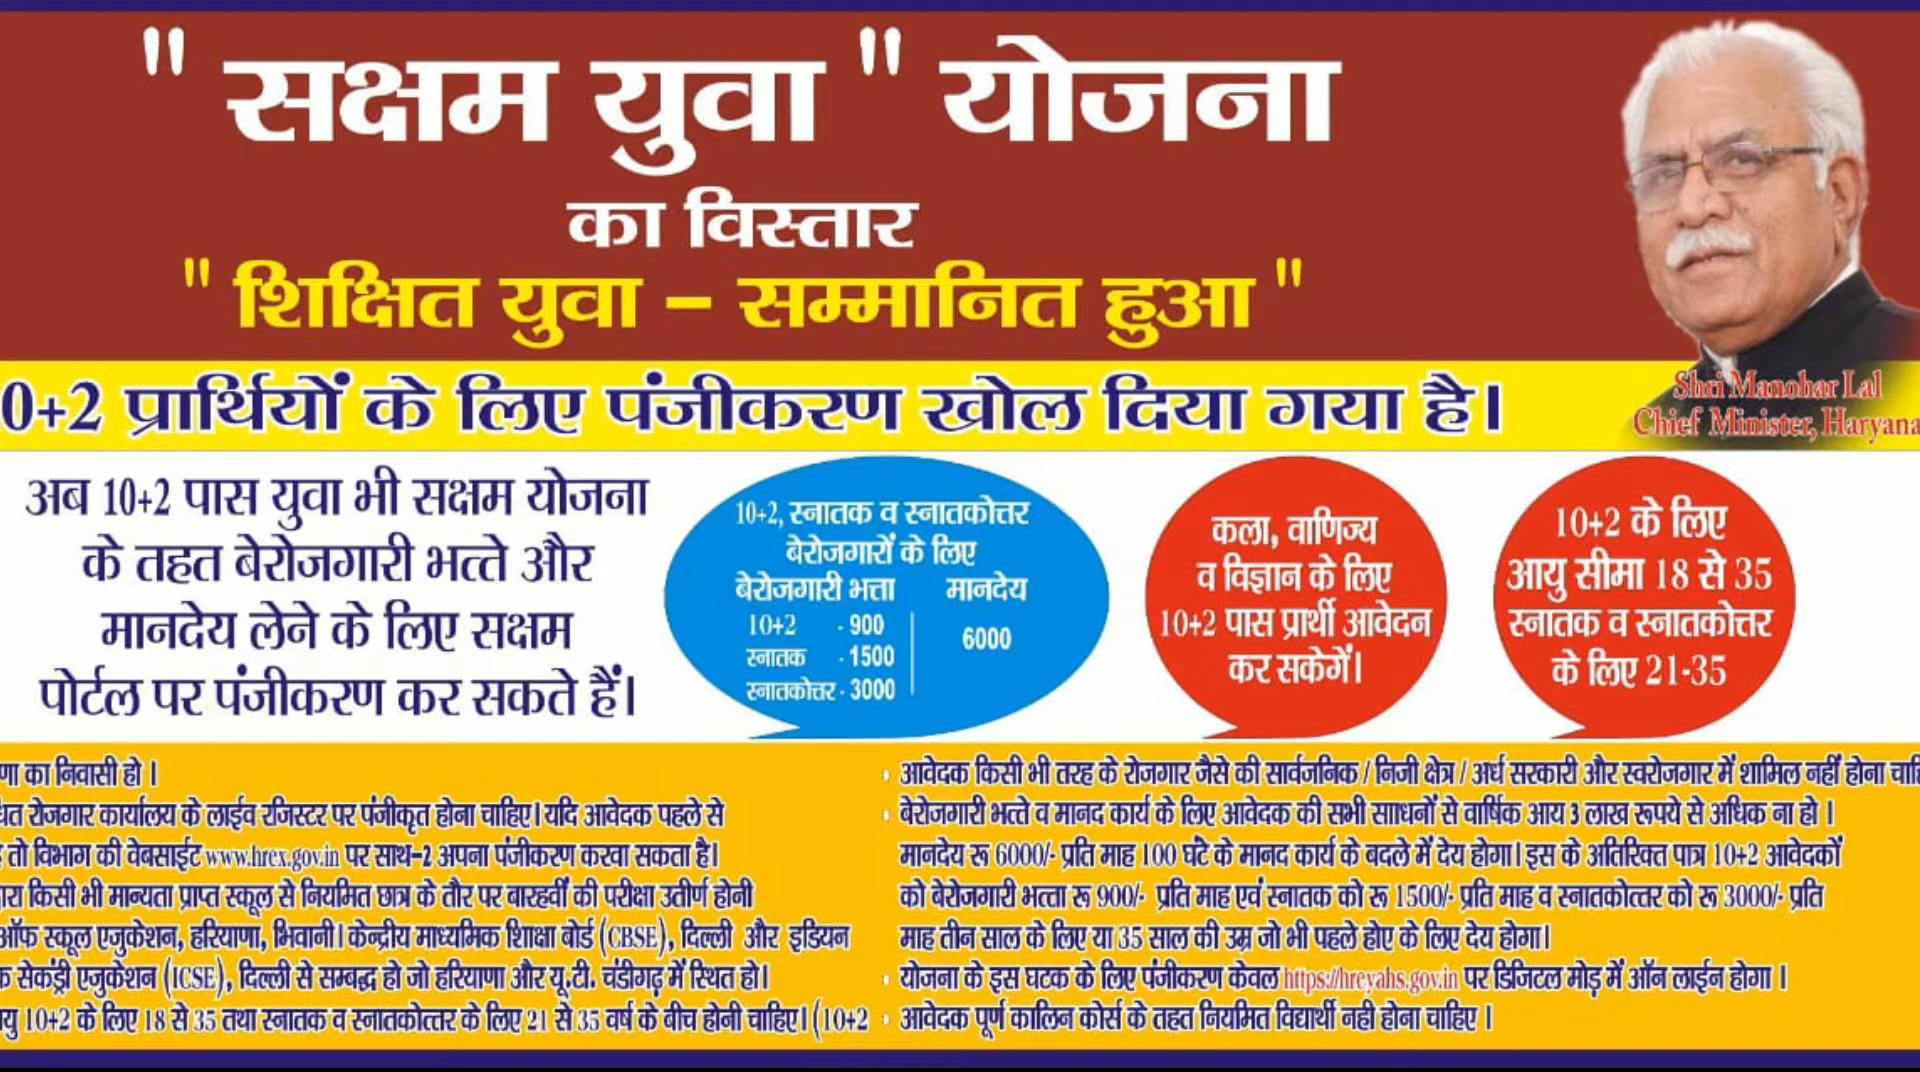 " सक्षम युवा " योजना
का विस्तार
" शिक्षित युवा – सम्मानित हुआ "
Shri Manohar Lal
Chief Minister, Haryana
0+2 प्रार्थियों के लिए पंजीकरण खोल दिया गया है।
अब 10+2 पास युवा भी सक्षम योजना
के तहत बेरोजगारी भत्ते और
मानदेय लेने के लिए सक्षम
पोर्टल पर पंजीकरण कर सकते हैं।
10+2, स्नातक व स्नातकोत्तर
बेरोजगारों के लिए
बेरोजगारी भत्ता मानदेय
10+2 - 900
6000
स्नातक - 1500
स्नातकोत्तर - 3000
कला, वाणिज्य
व विज्ञान के लिए
10+2 पास प्रार्थी आवेदन
कर सकेगें।
10+2 के लिए
आयु सीमा 18 से 35
स्नातक व स्नातकोत्तर
के लिए 21-35
का निवासी हो ।
रोजगार कार्यालय के लाईव रजिस्टर पर पंजीकृत होना चाहिए। यदि आवेदक पहले से
तो विभाग की वेबसाईट www.hrex.gov.in पर साथ-2 अपना पंजीकरण करवा सकता है।
किसी भी मान्यता प्राप्त स्कूल से नियमित छात्र के तौर पर बारहवीं की परीक्षा उतीर्ण होनी
ऑफ स्कूल एजुकेशन, हरियाणा, भिवानी। केन्द्रीय माध्यमिक शिक्षा बोर्ड (CBSE), दिल्ली और इडियन
सेकंड्री एजुकेशन (ICSE), दिल्ली से सम्बद्ध हो जो हरियाणा और यू.टी. चंडीगढ़ में स्थित हो।
10+2 के लिए 18 से 35 तथा स्नातक व स्नातकोत्तर के लिए 21 से 35 वर्ष के बीच होनी चाहिए। (10+2
• आवेदक किसी भी तरह के रोजगार जैसे की सार्वजनिक / निजी क्षेत्र / अर्ध सरकारी और स्वरोजगार में शामिल नहीं होना
• बेरोजगारी भत्ते व मानद कार्य के लिए आवेदक की सभी साधनों से वार्षिक आय 3 लाख रूपये से अधिक ना हो ।
मानदेय रू 6000/- प्रति माह 100 घंटे के मानद कार्य के बदले में देय होगा। इस के अतिरिक्त पात्र 10+2 आवेदकों
को बेरोजगारी भत्ता रू 900/- प्रति माह एवं स्नातक को रू 1500/- प्रति माह व स्नातकोत्तर को रू 3000/- प्रति
माह तीन साल के लिए या 35 साल की उम्र जो भी पहले होए के लिए देय होगा।
• योजना के इस घटक के लिए पंजीकरण केवल https://hreyahs.gov.in पर डिजिटल मोड़ में ऑन लाईन होगा ।
• आवेदक पूर्ण कालिन कोर्स के तहत नियमित विद्यार्थी नही होना चाहिए ।